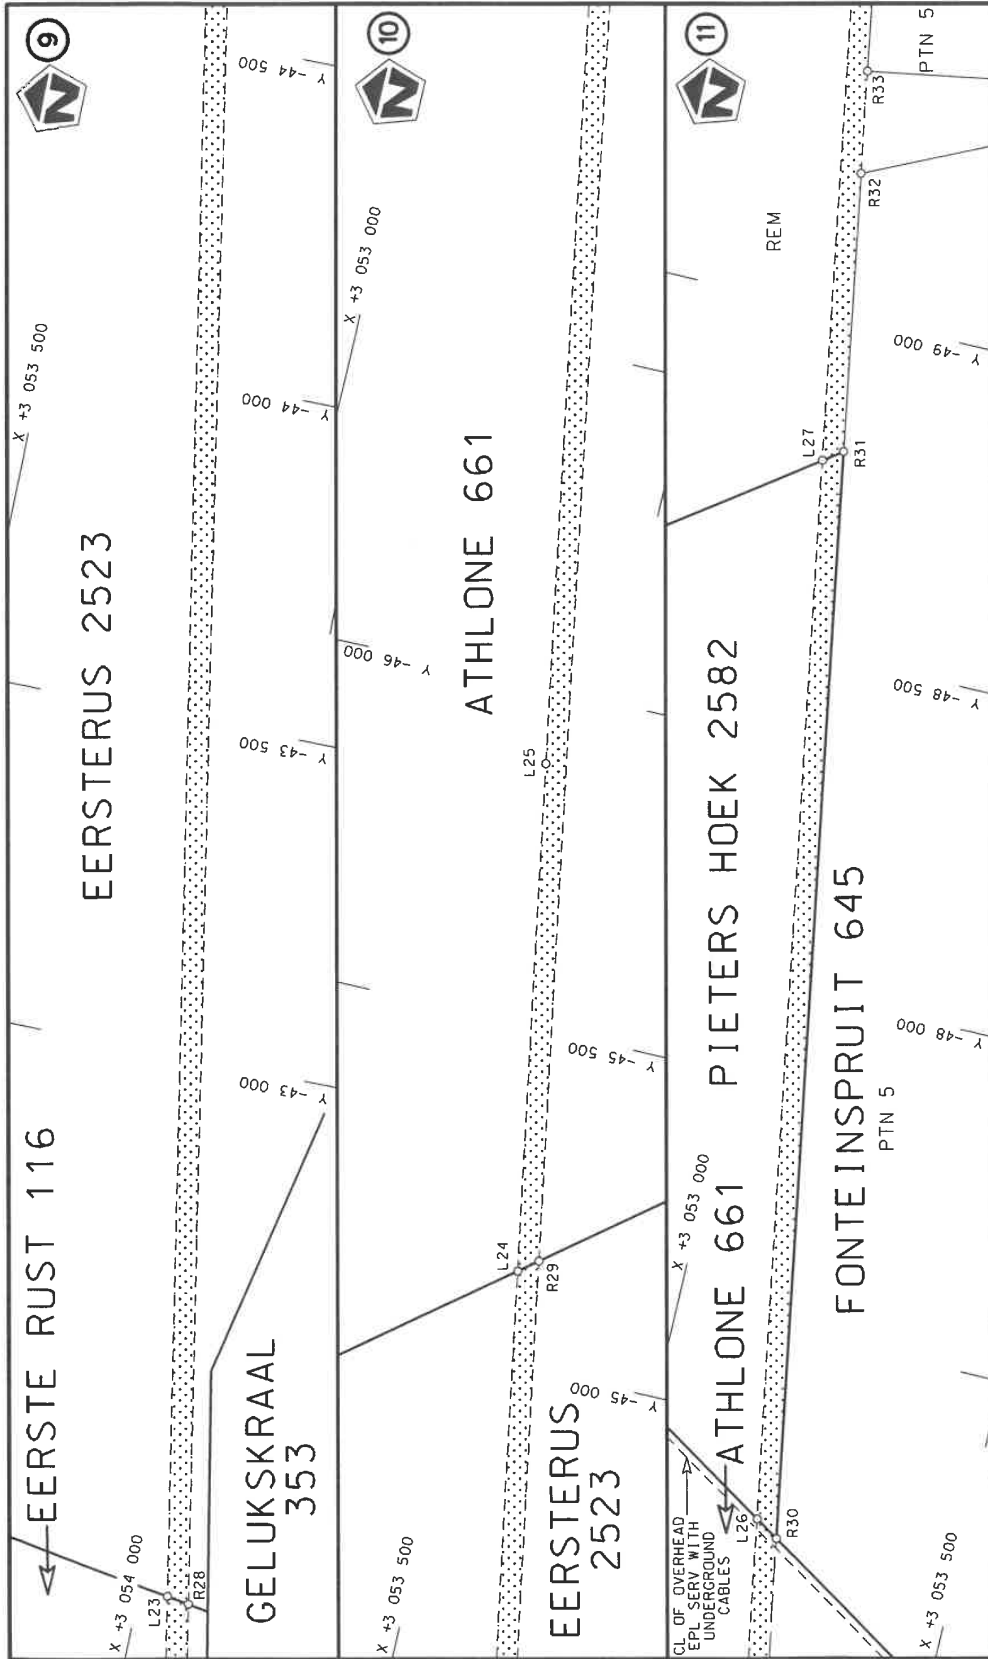 9
N
EERSTE RUST 116
EERSTERUS 2523
GELUKSKRAAL
353
X +3 054 000
X +3 053 500
L23
R28
Y -43 000
Y -43 500
Y -44 000
Y -44 500
10
N
EERSTERUS
2523
ATHLONE 661
X +3 053 500
X +3 053 000
L24
R29
L25
Y -45 000
Y -45 500
Y -46 000
11
N
CL OF OVERHEAD
EPL SERV WITH
UNDERGROUND
CABLES
ATHLONE 661
PIETERS HOEK 2582
FONTEINSPRUIT 645
PTN 5
REM
PTN 5
X +3 053 000
X +3 053 500
L26
R30
L27
R31
R32
R33
Y -48 000
Y -48 500
Y -49 000